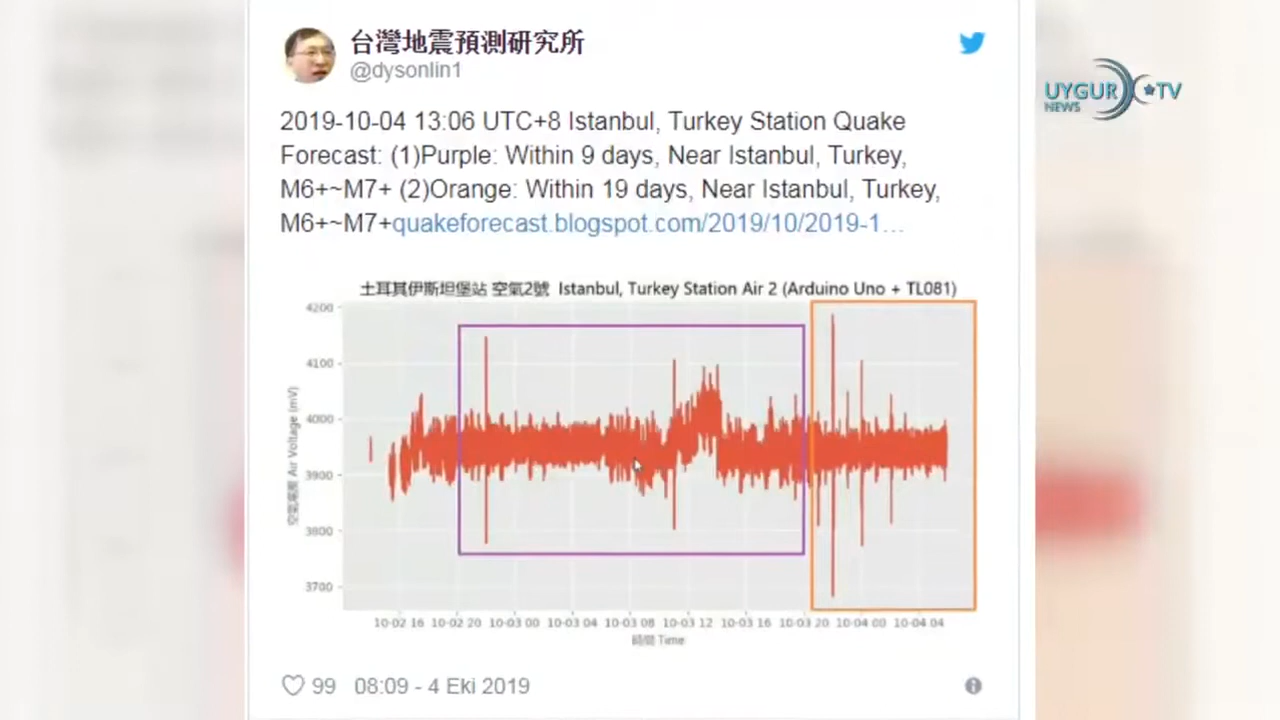 台灣地震預測研究所
@dysonlin1
UYGUR TV
NEWS
2019-10-04 13:06 UTC+8 Istanbul, Turkey Station Quake
Forecast: (1)Purple: Within 9 days, Near Istanbul, Turkey,
M6+~M7+ (2)Orange: Within 19 days, Near Istanbul, Turkey,
M6+~M7+quakeforecast.blogspot.com/2019/10/2019-1…
土耳其伊斯坦堡站 空氣2號 Istanbul, Turkey Station Air 2 (Arduino Uno + TL081)
4200
4100
4000
3900
3800
3700
空氣電壓 Air Voltage (mV)
10-02 16 10-02 20 10-03 00 10-03 04 10-03 08 10-03 12 10-03 16 10-03 20 10-04 00 10-04 04
時間 Time
99 08:09 - 4 Eki 2019